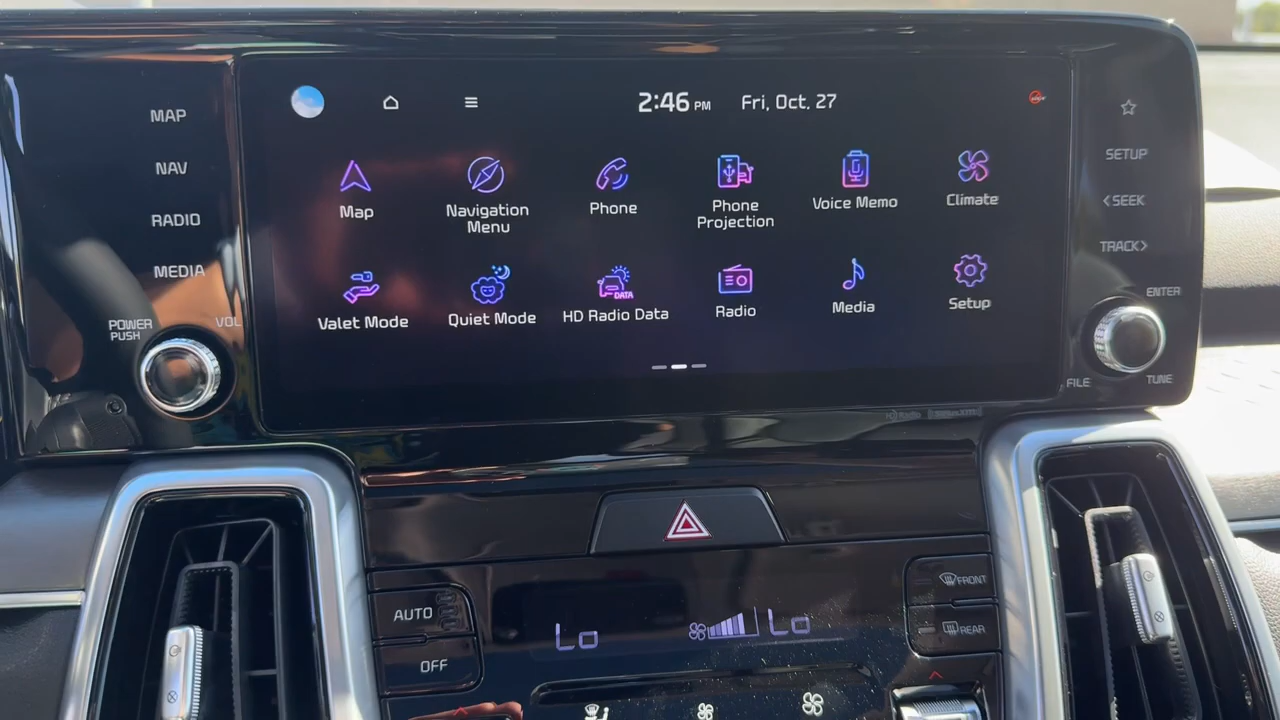 2:46 PM Fri, Oct. 27
MAP
NAV
RADIO
MEDIA
POWER
PUSH
VOL
Map
Navigation
Menu
Phone
Phone
Projection
Voice Memo
Climate
Valet Mode
Quiet Mode
DATA
HD Radio Data
Radio
Media
Setup
SETUP
<SEEK
TRACK>
ENTER
FILE
TUNE
HD Radio
AUTO
OFF
Lo
Lo
FRONT
REAR